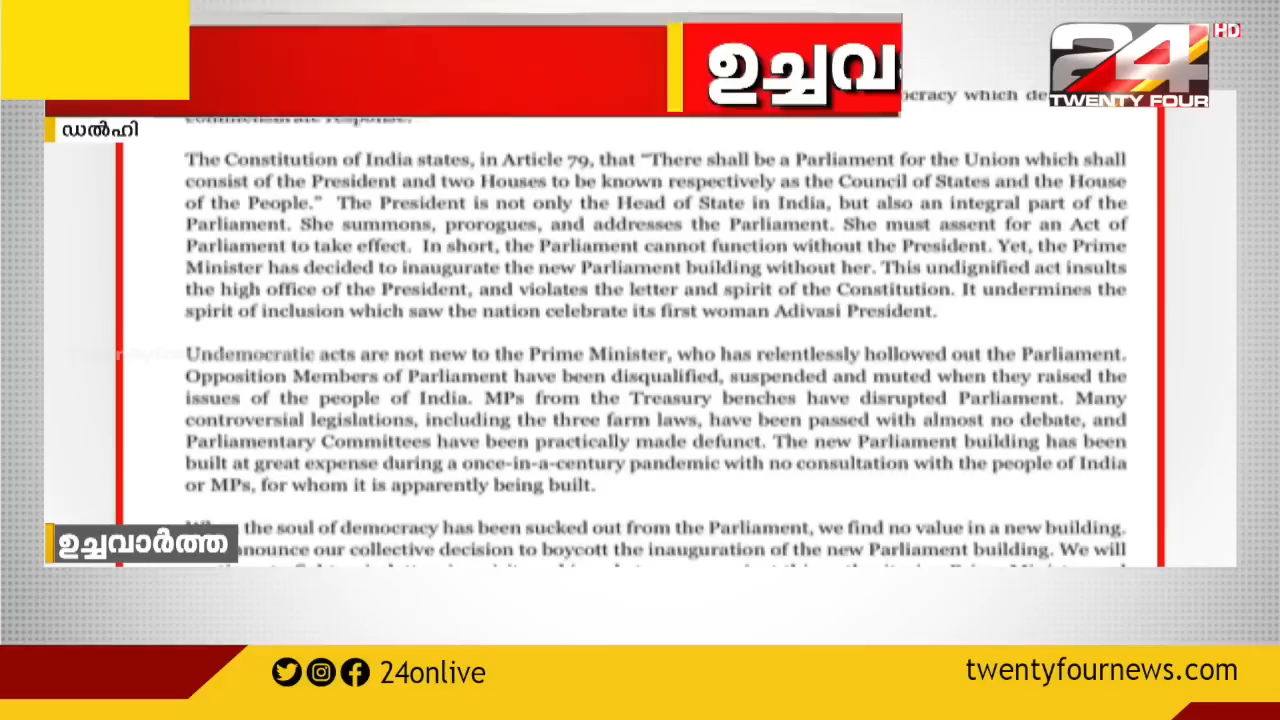 ഉച്ചവ
24 HD
TWENTY FOUR
ഡൽഹി
commensurate response.
The Constitution of India states, in Article 79, that “There shall be a Parliament for the Union which shall
consist of the President and two Houses to be known respectively as the Council of States and the House
of the People.” The President is not only the Head of State in India, but also an integral part of the
Parliament. She summons, prorogues, and addresses the Parliament. She must assent for an Act of
Parliament to take effect. In short, the Parliament cannot function without the President. Yet, the Prime
Minister has decided to inaugurate the new Parliament building without her. This undignified act insults
the high office of the President, and violates the letter and spirit of the Constitution. It undermines the
spirit of inclusion which saw the nation celebrate its first woman Adivasi President.
Undemocratic acts are not new to the Prime Minister, who has relentlessly hollowed out the Parliament.
Opposition Members of Parliament have been disqualified, suspended and muted when they raised the
issues of the people of India. MPs from the Treasury benches have disrupted Parliament. Many
controversial legislations, including the three farm laws, have been passed with almost no debate, and
Parliamentary Committees have been practically made defunct. The new Parliament building has been
built at great expense during a once-in-a-century pandemic with no consultation with the people of India
or MPs, for whom it is apparently being built.
the soul of democracy has been sucked out from the Parliament, we find no value in a new building.
our collective decision to boycott the inauguration of the new Parliament building. We will
ഉച്ചവാർത്ത
24onlive
twentyfournews.com